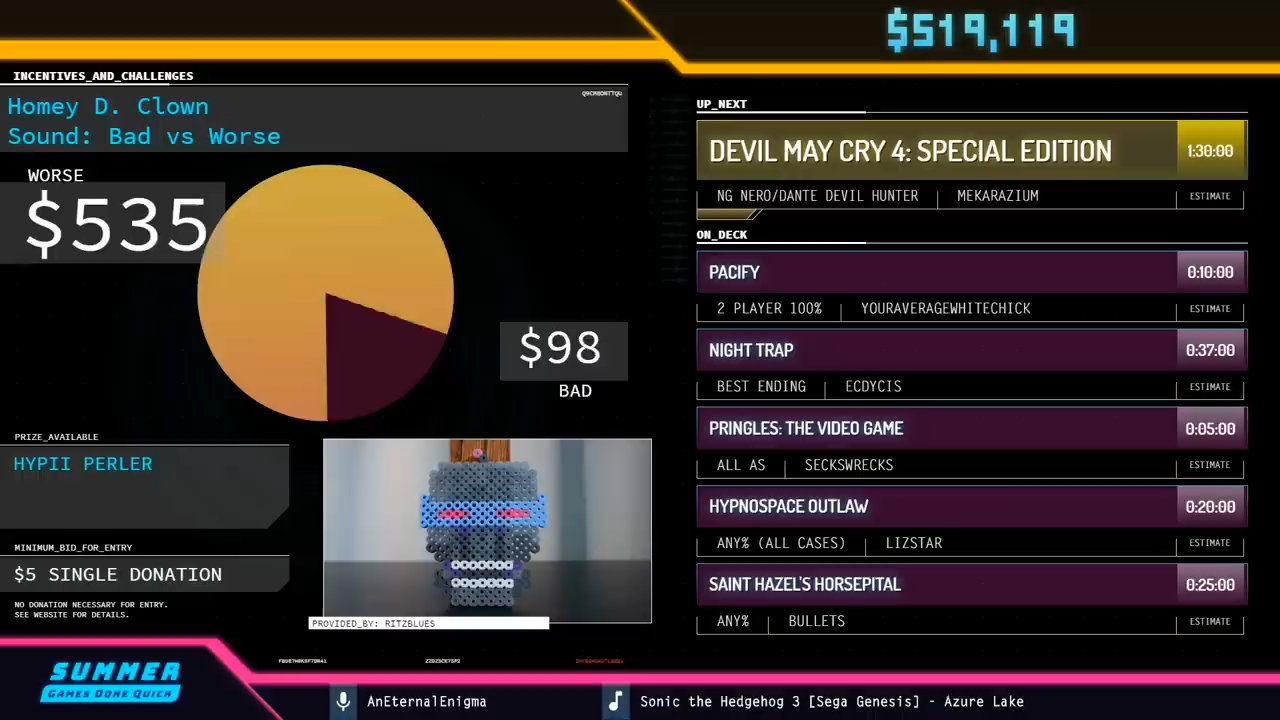 $519,119
INCENTIVES_AND_CHALLENGES
Homey D. Clown
Sound: Bad vs Worse
WORSE
$535
$98
BAD
PRIZE_AVAILABLE
HYPII PERLER
MINIMUM_BID_FOR_ENTRY
$5 SINGLE DONATION
NO DONATION NECESSARY FOR ENTRY.
SEE WEBSITE FOR DETAILS.
PROVIDED_BY: RITZBLUES
UP_NEXT
DEVIL MAY CRY 4: SPECIAL EDITION 1:30:00
NG NERO/DANTE DEVIL HUNTER MEKARAZIUM ESTIMATE
ON_DECK
PACIFY 0:10:00
2 PLAYER 100% YOURAVERAGEWHITECHICK ESTIMATE
NIGHT TRAP 0:37:00
BEST ENDING ECDYCIS ESTIMATE
PRINGLES: THE VIDEO GAME 0:05:00
ALL AS SECKSWRECKS ESTIMATE
HYPNOSPACE OUTLAW 0:20:00
ANY% (ALL CASES) LIZSTAR ESTIMATE
SAINT HAZEL'S HORSEPITAL 0:25:00
ANY% BULLETS ESTIMATE
SUMMER
GAMES DONE QUICK
AnEternalEnigma
Sonic the Hedgehog 3 [Sega Genesis] - Azure Lake